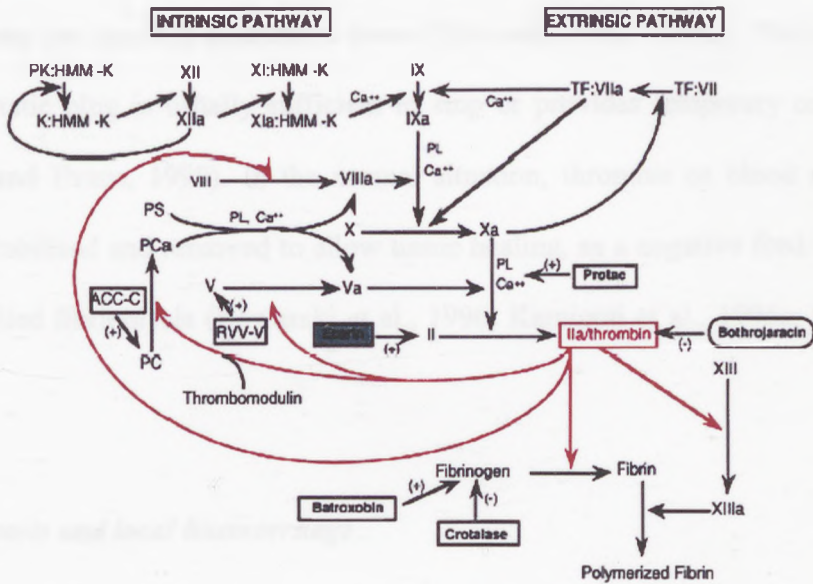 INTRINSIC PATHWAY EXTRINSIC PATHWAY
PK:HMM -K XII XI:HMM -K IX TF:VIIa TF:VII
Ca++ Ca++
K:HMM -K XIIa XIa:HMM -K IXa
PL
Ca++
VIII VIIIa
PS PL, Ca++
PCa X Xa
PL
Ca++ (+) Protac
ACC-C V Va
(+) (+)
RVV-V (+) II IIa/thrombin (-) Bothrojaracin
PC XIII
Thrombomodulin
Fibrinogen Fibrin
(+) (-)
Batroxobin XIIIa
Crotalase
Polymerized Fibrin